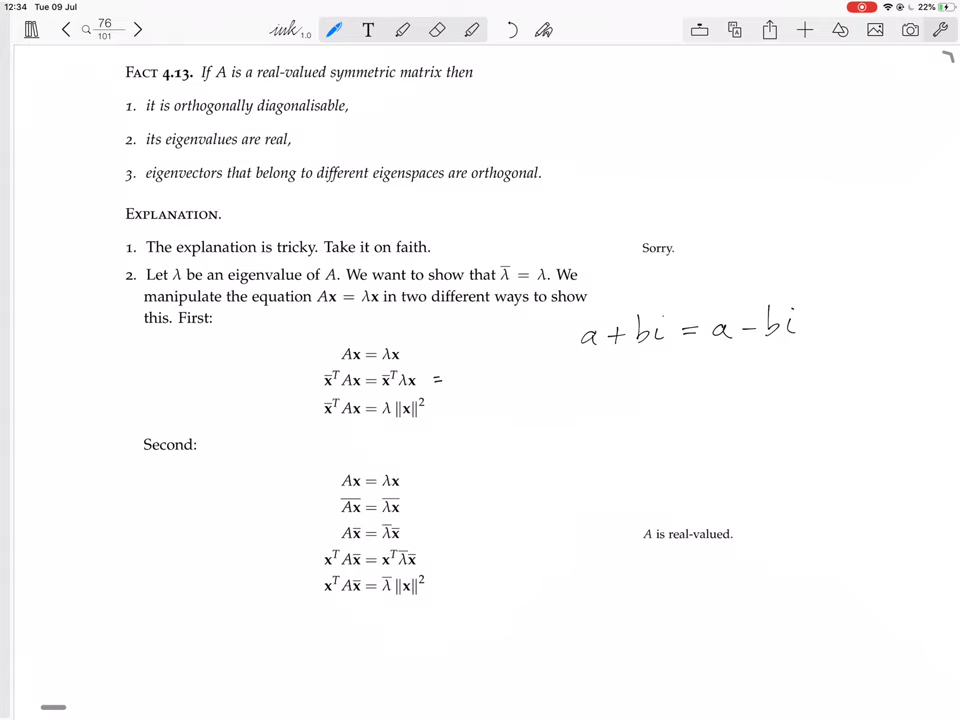 12:34 Tue 09 Jul 22%
76
101
ink 1.0 T
FACT 4.13. If A is a real-valued symmetric matrix then
1. it is orthogonally diagonalisable,
2. its eigenvalues are real,
3. eigenvectors that belong to different eigenspaces are orthogonal.
EXPLANATION.
1. The explanation is tricky. Take it on faith. Sorry.
2. Let λ be an eigenvalue of A. We want to show that λ̅ = λ. We
manipulate the equation Ax = λx in two different ways to show
this. First:
a + bi = a - bi
Ax = λx
x̅ᵀAx = x̅ᵀλx =
x̅ᵀAx = λ ‖x‖²
Second:
Ax = λx
A̅x̅ = λ̅x̅
Ax̅ = λ̅x̅ A is real-valued.
xᵀAx̅ = xᵀλ̅x̅
xᵀAx̅ = λ̅ ‖x‖²